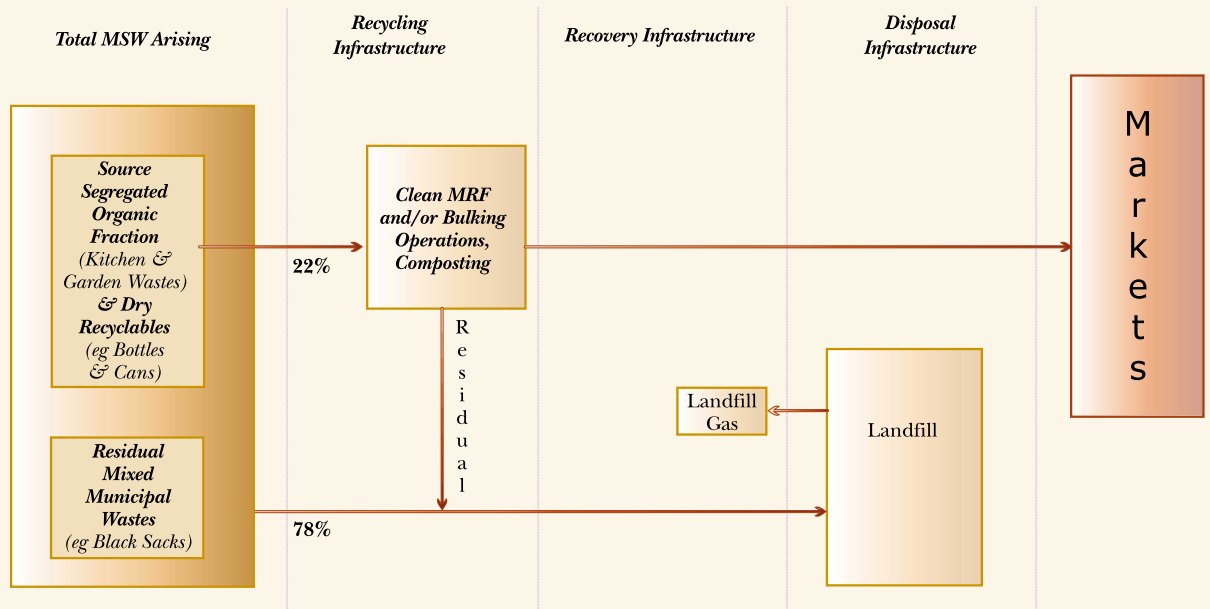 Total MSW Arising
Recycling
Infrastructure
Recovery Infrastructure
Disposal
Infrastructure
Source
Segregated
Organic
Fraction
(Kitchen &
Garden Wastes)
& Dry
Recyclables
(eg Bottles
& Cans)
22%
Clean MRF
and/or Bulking
Operations,
Composting
Markets
Residual
Landfill
Gas
Landfill
Residual
Mixed
Municipal
Wastes
(eg Black Sacks)
78%